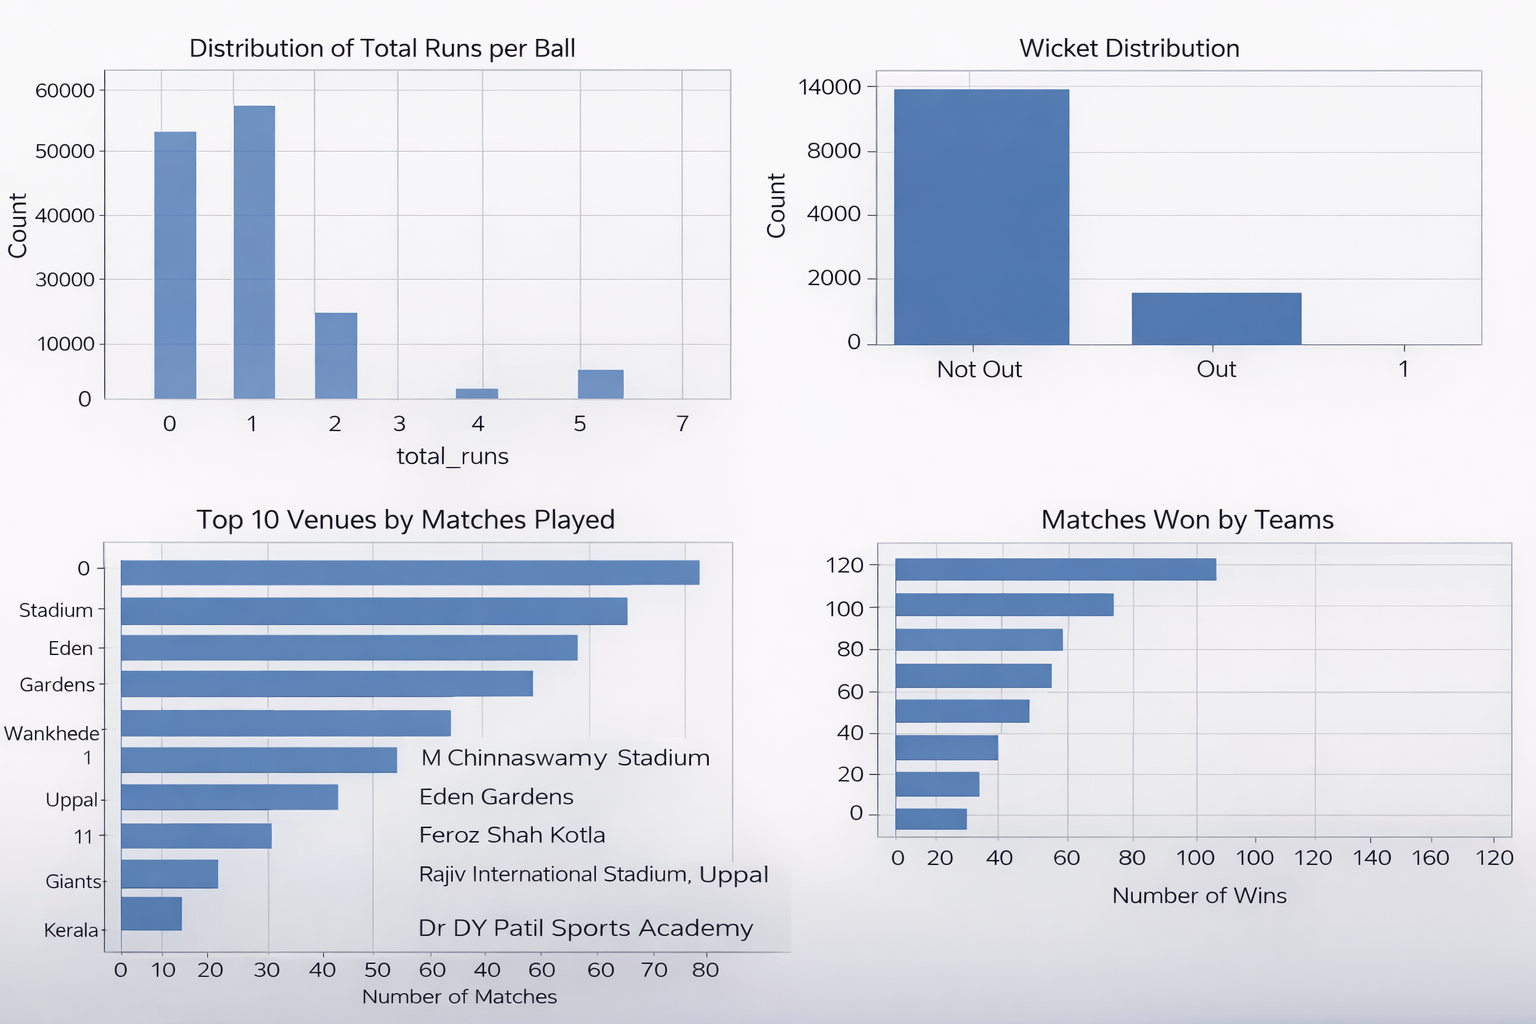 Distribution of Total Runs per Ball
60000
50000
40000
30000
10000
0
Count
0 1 2 3 4 5 7
total_runs
Wicket Distribution
14000
8000
4000
2000
0
Count
Not Out Out 1
Top 10 Venues by Matches Played
0
Stadium
Eden
Gardens
Wankhede
1
Uppal
11
Giants
Kerala
M Chinnaswamy Stadium
Eden Gardens
Feroz Shah Kotla
Rajiv International Stadium, Uppal
Dr DY Patil Sports Academy
0 10 20 30 40 50 60 40 60 60 70 80
Number of Matches
Matches Won by Teams
120
100
80
60
40
20
0
0 20 40 60 80 100 100 120 140 160 120
Number of Wins